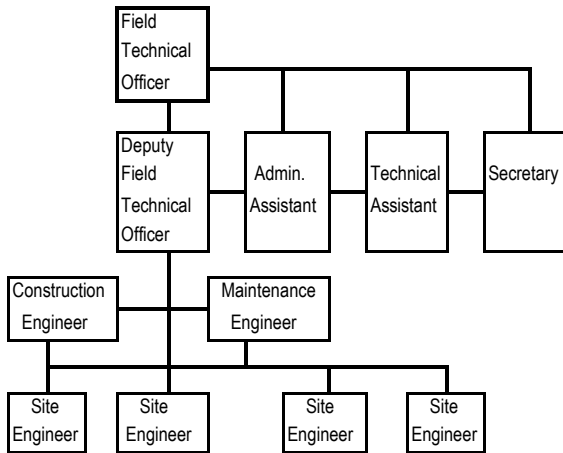 Field
Technical
Officer
Deputy
Field
Technical
Officer
Admin.
Assistant
Technical
Assistant
Secretary
Construction
Engineer
Maintenance
Engineer
Site
Engineer
Site
Engineer
Site
Engineer
Site
Engineer